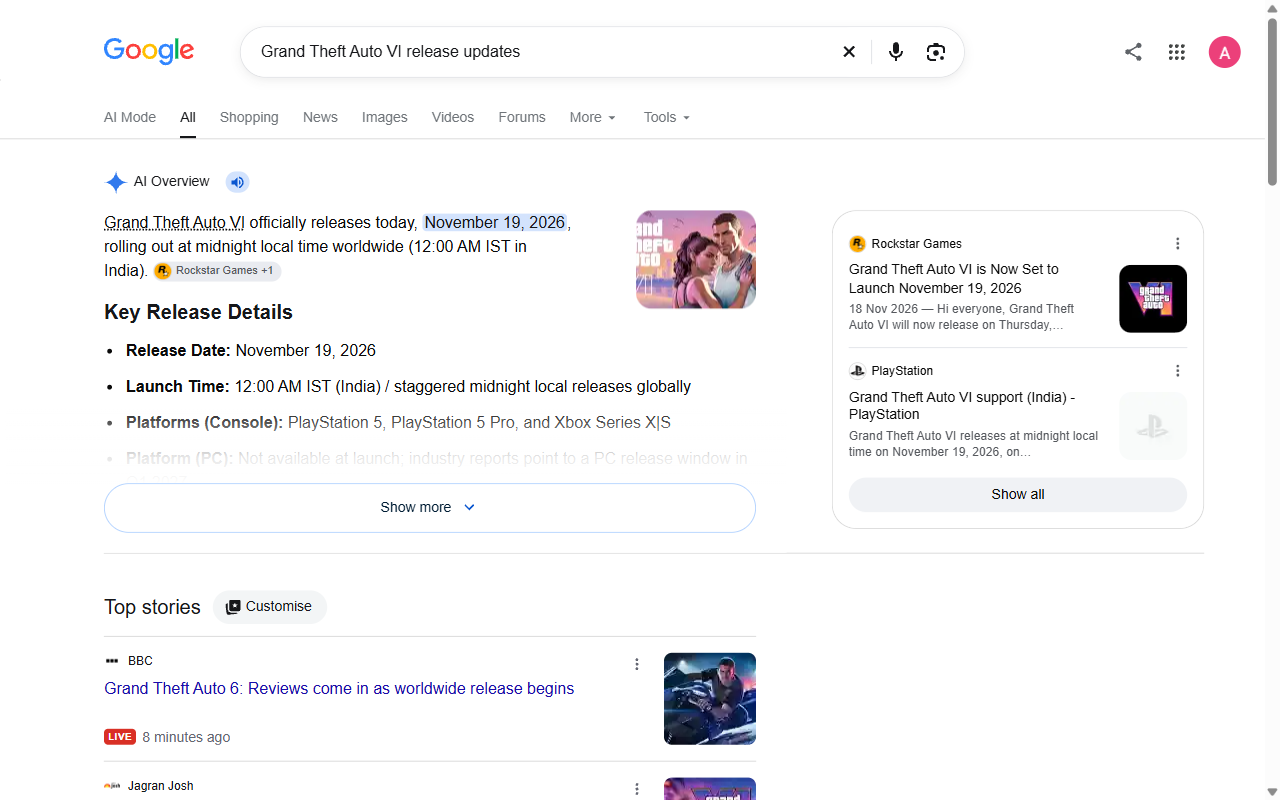 Google
Grand Theft Auto VI release updates
A
AI Mode
All
Shopping
News
Images
Videos
Forums
More
Tools
AI Overview
Grand Theft Auto VI officially releases today, November 19, 2026,
rolling out at midnight local time worldwide (12:00 AM IST in
India). Rockstar Games +1
Key Release Details
• Release Date: November 19, 2026
• Launch Time: 12:00 AM IST (India) / staggered midnight local releases globally
• Platforms (Console): PlayStation 5, PlayStation 5 Pro, and Xbox Series X|S
• Platform (PC): Not available at launch; industry reports point to a PC release window in
Show more
Rockstar Games
Grand Theft Auto VI is Now Set to
Launch November 19, 2026
18 Nov 2026 — Hi everyone, Grand Theft
Auto VI will now release on Thursday,…
grand
theft
auto
PlayStation
Grand Theft Auto VI support (India) -
PlayStation
Grand Theft Auto VI releases at midnight local
time on November 19, 2026, on…
Show all
Top stories
Customise
BBC
Grand Theft Auto 6: Reviews come in as worldwide release begins
LIVE 8 minutes ago
Jagran Josh